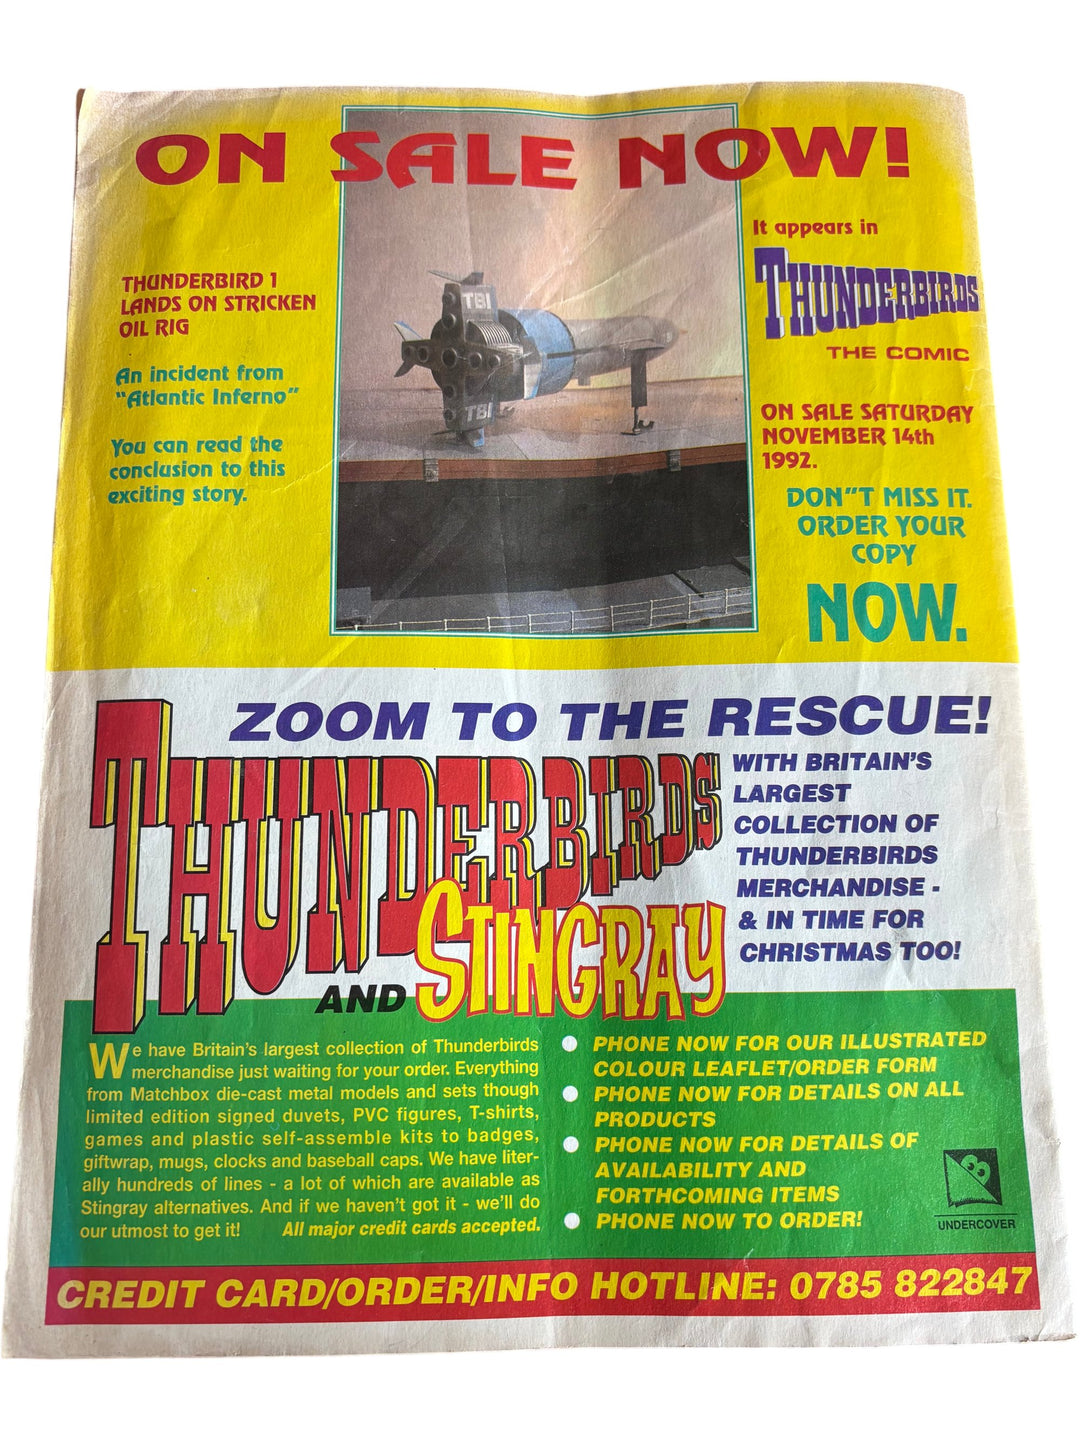 ON SALE NOW!
THUNDERBIRD 1
LANDS ON STRICKEN
OIL RIG
An incident from
"Atlantic Inferno"
You can read the
conclusion to this
exciting story.
TB1
TB1
It appears in
THUNDERBIRDS
THE COMIC
ON SALE SATURDAY
NOVEMBER 14th
1992.
DON"T MISS IT.
ORDER YOUR
COPY
NOW.
ZOOM TO THE RESCUE!
THUNDERBIRDS
AND STINGRAY
WITH BRITAIN'S
LARGEST
COLLECTION OF
THUNDERBIRDS
MERCHANDISE -
& IN TIME FOR
CHRISTMAS TOO!
We have Britain's largest collection of Thunderbirds
merchandise just waiting for your order. Everything
from Matchbox die-cast metal models and sets though
limited edition signed duvets, PVC figures, T-shirts,
games and plastic self-assemble kits to badges,
giftwrap, mugs, clocks and baseball caps. We have liter-
ally hundreds of lines - a lot of which are available as
Stingray alternatives. And if we haven't got it - we'll do
our utmost to get it! All major credit cards accepted.
● PHONE NOW FOR OUR ILLUSTRATED
COLOUR LEAFLET/ORDER FORM
● PHONE NOW FOR DETAILS ON ALL
PRODUCTS
● PHONE NOW FOR DETAILS OF
AVAILABILITY AND
FORTHCOMING ITEMS
● PHONE NOW TO ORDER!
UNDERCOVER
CREDIT CARD/ORDER/INFO HOTLINE: 0785 822847